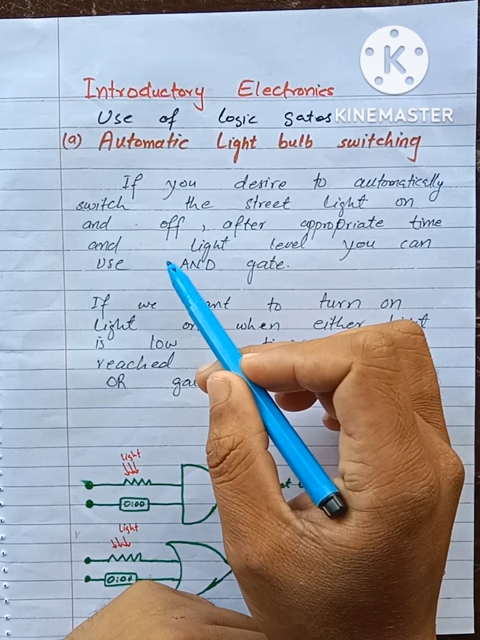 Introductory Electronics
Use of logic gates
KINEMASTER
(a) Automatic Light bulb switching
If you desire to automatically
switch the street light on
and off, after appropriate time
and light level you can
use AND gate.
If we to turn on
Light when either
is low
reached
OR
Light
0:00
Light
0:00